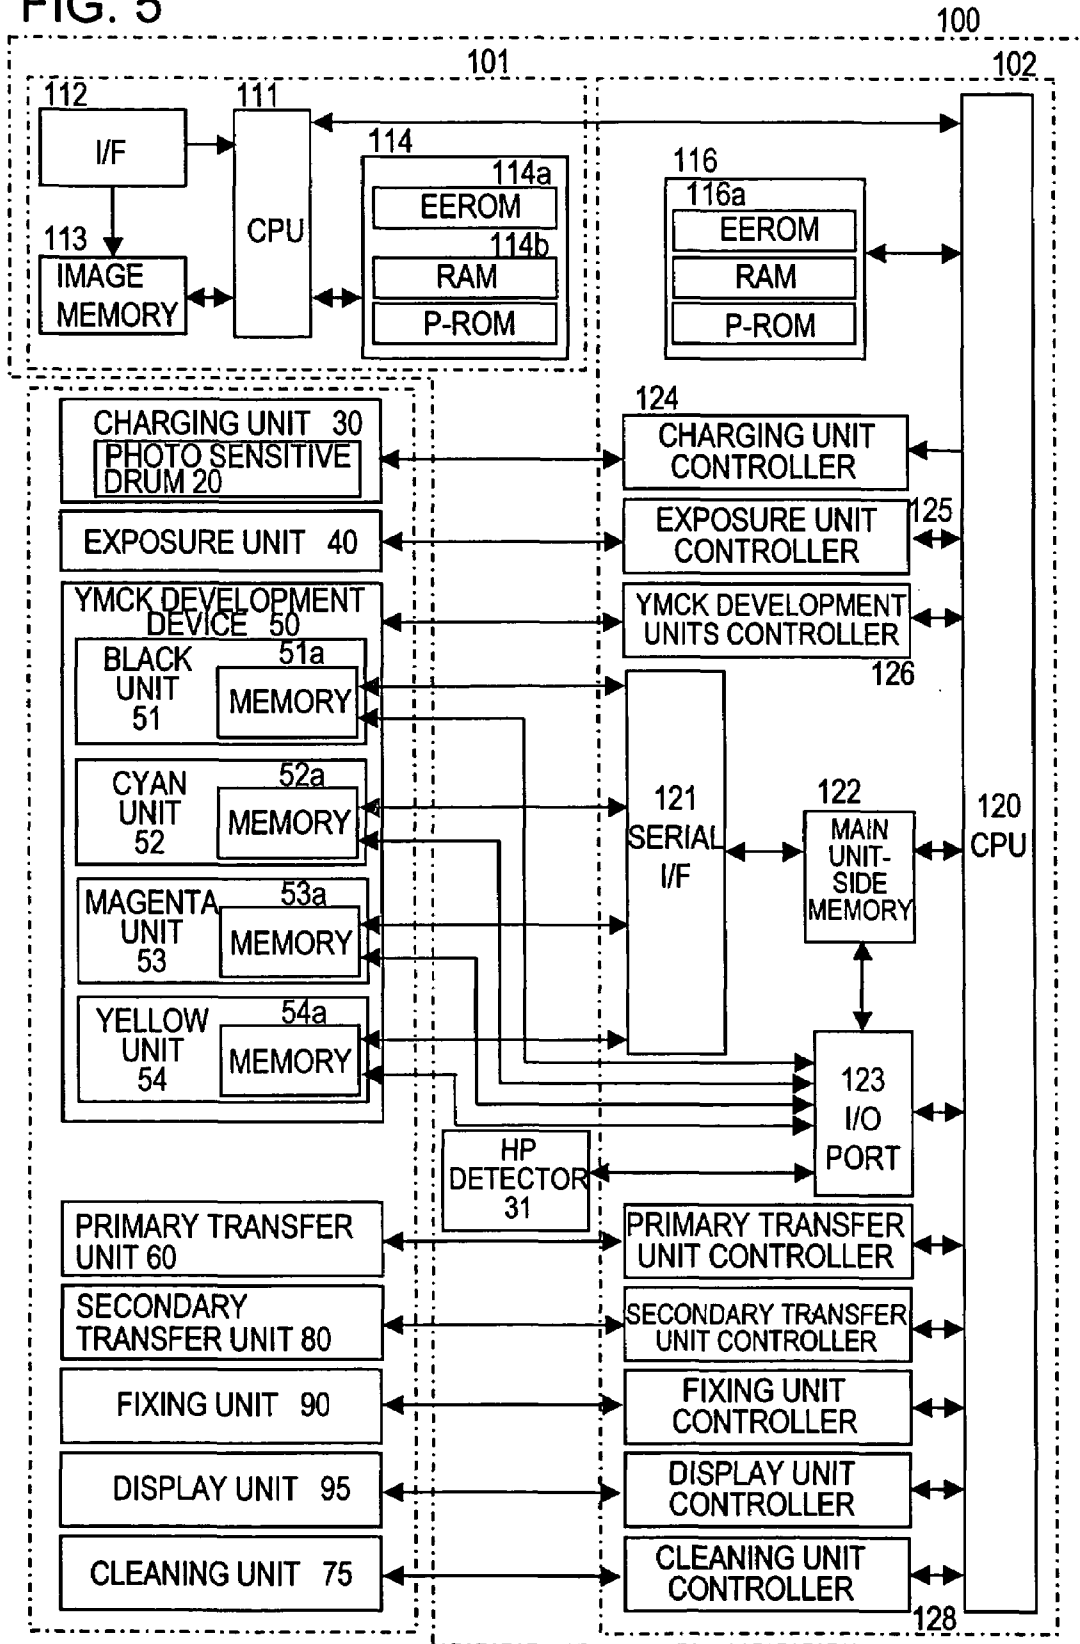 FIG. 5
100
101
102
112
I/F
111
CPU
113
IMAGE
MEMORY
114
114a
EEROM
114b
RAM
P-ROM
116
116a
EEROM
RAM
P-ROM
CHARGING UNIT 30
PHOTO SENSITIVE
DRUM 20
124
CHARGING UNIT
CONTROLLER
EXPOSURE UNIT 40
125
EXPOSURE UNIT
CONTROLLER
YMCK DEVELOPMENT
DEVICE 50
YMCK DEVELOPMENT
UNITS CONTROLLER
126
BLACK
UNIT
51
51a
MEMORY
CYAN
UNIT
52
52a
MEMORY
MAGENTA
UNIT
53
53a
MEMORY
YELLOW
UNIT
54
54a
MEMORY
121
SERIAL
I/F
122
MAIN
UNIT-
SIDE
MEMORY
120
CPU
123
I/O
PORT
HP
DETECTOR
31
PRIMARY TRANSFER
UNIT 60
PRIMARY TRANSFER
UNIT CONTROLLER
SECONDARY
TRANSFER UNIT 80
SECONDARY TRANSFER
UNIT CONTROLLER
FIXING UNIT 90
FIXING UNIT
CONTROLLER
DISPLAY UNIT 95
DISPLAY UNIT
CONTROLLER
CLEANING UNIT 75
CLEANING UNIT
CONTROLLER
128